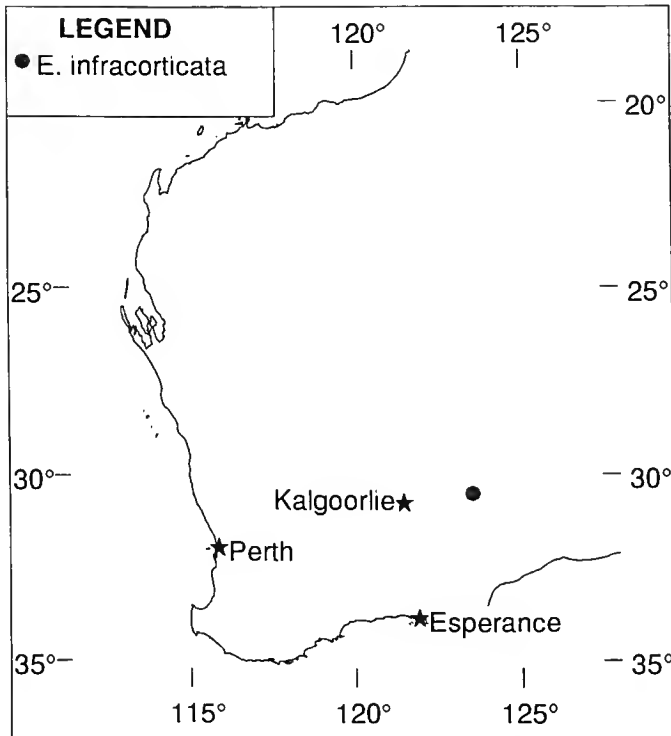 LEGEND
E. infracorticata
120° 125°
20°
25° 25°
30° 30°
Kalgoorlie
Perth
Esperance
35° 35°
115° 120° 125°